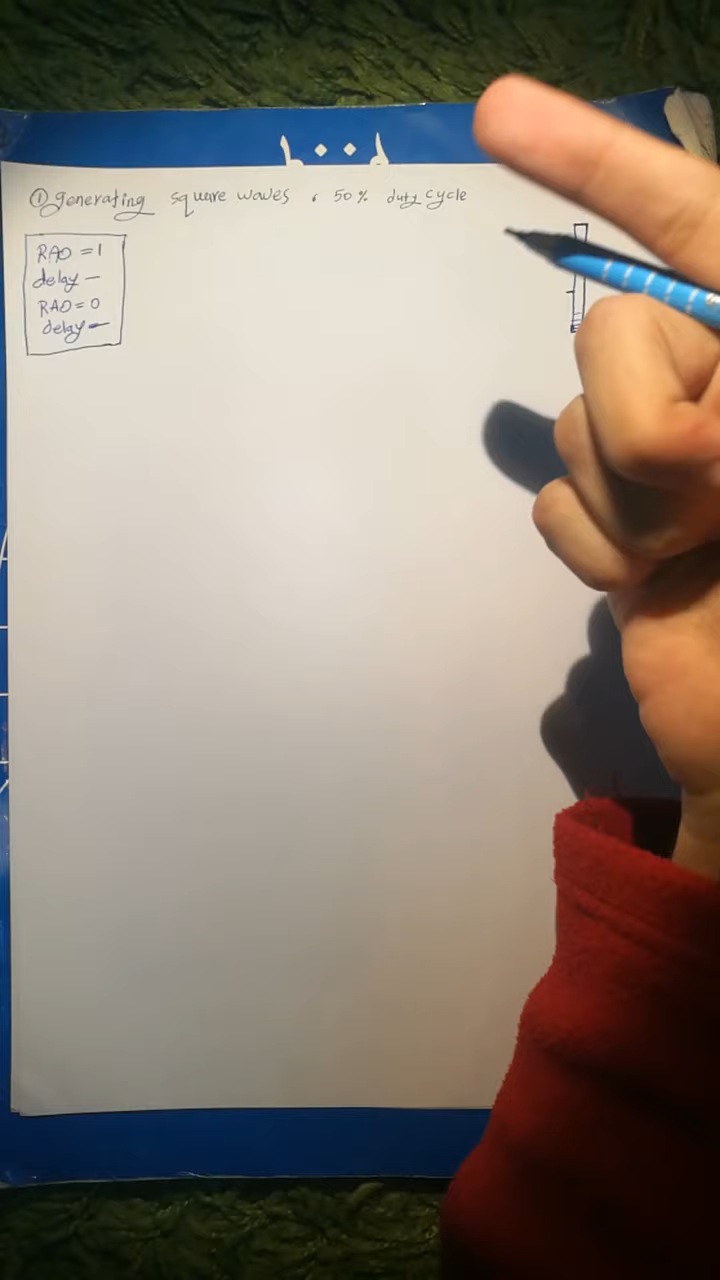 ① generating square waves , 50% duty cycle
RA0 = 1
delay —
RA0 = 0
delay —